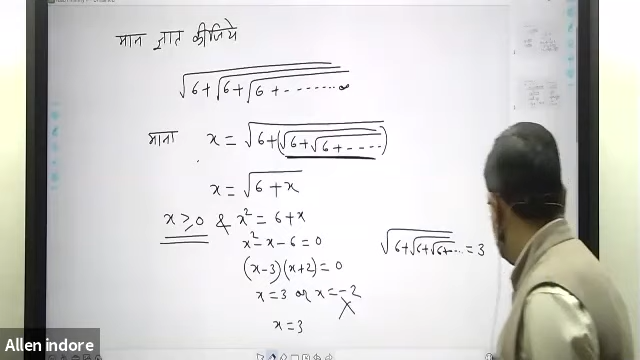 मान ज्ञात कीजिये
√6+√6+√6+-------∞
माना x = √6+(√6+√6+----)
x = √6+x
x ≥ 0 & x² = 6+x
x²-x-6=0
(x-3)(x+2)=0
x=3 or x=-2
x=3
√6+√6+√6+... = 3
Allen indore